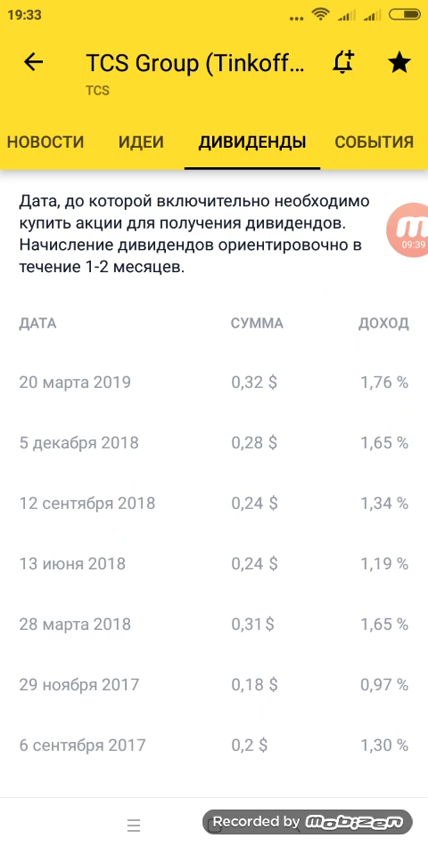 19:33
TCS Group (Tinkoff...
TCS
НОВОСТИ ИДЕИ ДИВИДЕНДЫ СОБЫТИЯ
Дата, до которой включительно необходимо
купить акции для получения дивидендов.
Начисление дивидендов ориентировочно в
течение 1-2 месяцев.
m
09:39
ДАТА СУММА ДОХОД
20 марта 2019 0,32 $ 1,76 %
5 декабря 2018 0,28 $ 1,65 %
12 сентября 2018 0,24 $ 1,34 %
13 июня 2018 0,24 $ 1,19 %
28 марта 2018 0,31 $ 1,65 %
29 ноября 2017 0,18 $ 0,97 %
6 сентября 2017 0,2 $ 1,30 %
Recorded by mobizen